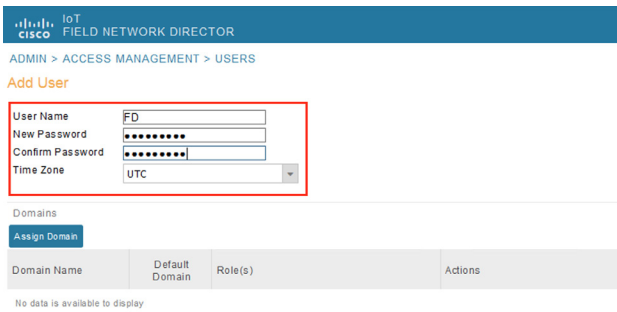 IoT
CISCO FIELD NETWORK DIRECTOR
ADMIN > ACCESS MANAGEMENT > USERS
Add User
User Name FD
New Password •••••••••
Confirm Password •••••••••
Time Zone UTC
Domains
Assign Domain
Domain Name Default Domain Role(s) Actions
No data is available to display